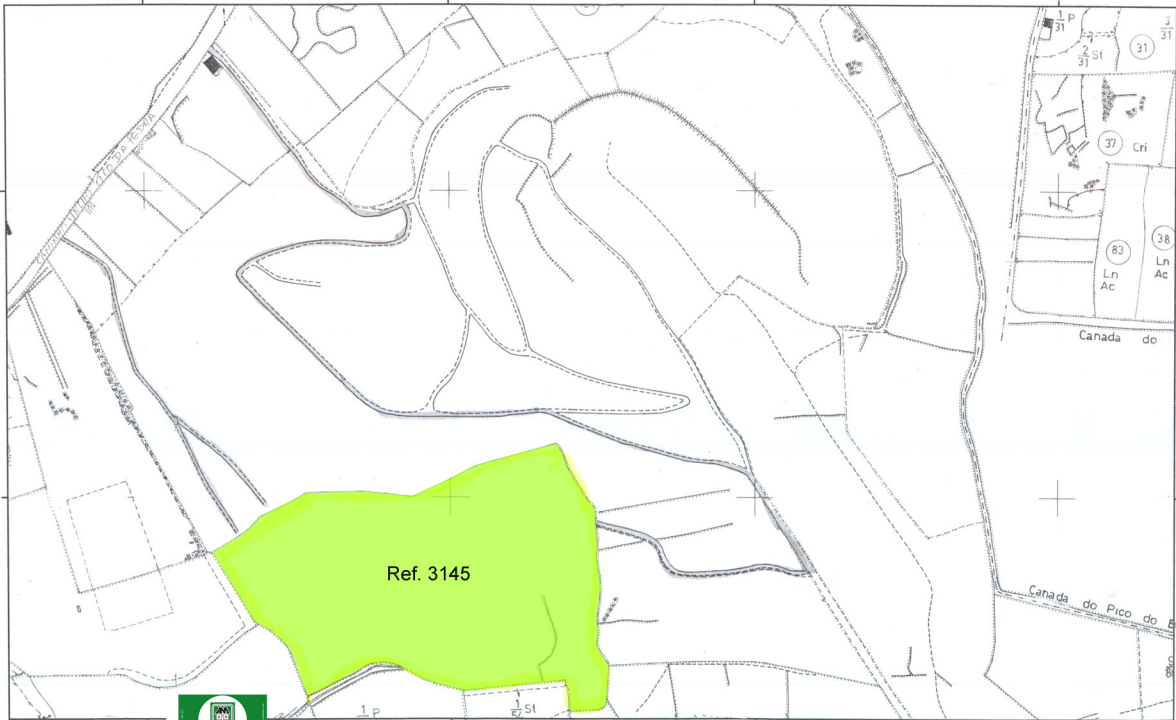 1/31 P
3/31
2/31 St
31
37 Cri
83
Ln
Ac
38
Ln
Ac
Canada do
Ref. 3145
Canada do Pico do
1 P
1 St